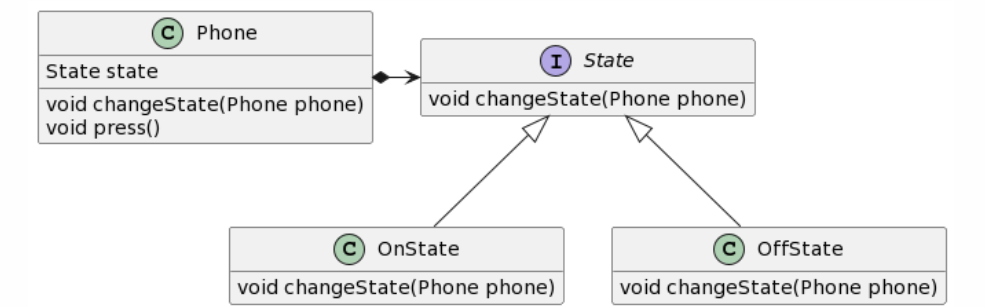 C Phone
State state
void changeState(Phone phone)
void press()
I State
void changeState(Phone phone)
C OnState
void changeState(Phone phone)
C OffState
void changeState(Phone phone)